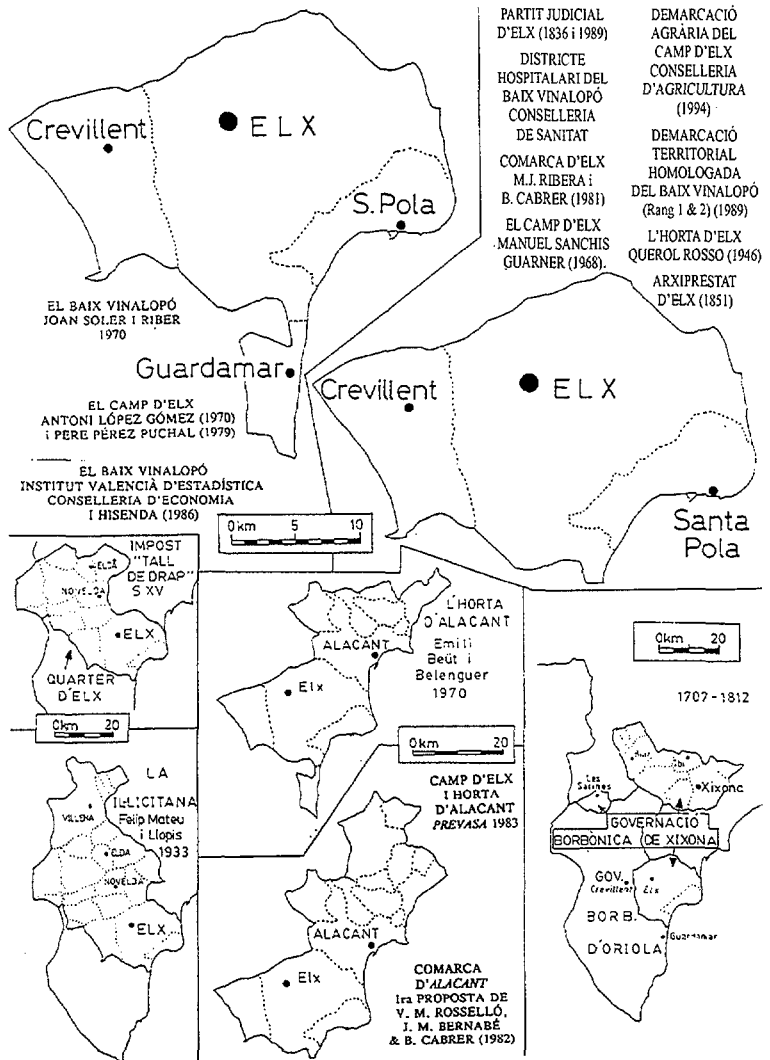 PARTIT JUDICIAL
D'ELX (1836 i 1989)
DISTRICTE
HOSPITALARI DEL
BAIX VINALOPÓ
CONSELLERIA
DE SANITAT
COMARCA D'ELX
M.J. RIBERA i
B. CABRER (1981)
EL CAMP D'ELX
MANUEL SANCHIS
GUARNER (1968).
DEMARCACIÓ
AGRÀRIA DEL
CAMP D'ELX
CONSELLERIA
D'AGRICULTURA
(1994)
DEMARCACIÓ
TERRITORIAL
HOMOLOGADA
DEL BAIX VINALOPÓ
(Rang 1 & 2) (1989)
L'HORTA D'ELX
QUEROL ROSSO (1946)
ARXIPRESTAT
D'ELX (1851)
Crevillent
ELX
S. Pola
EL BAIX VINALOPÓ
JOAN SOLER I RIBER
1970
Guardamar
EL CAMP D'ELX
ANTONI LÓPEZ GÓMEZ (1970)
i PERE PÉREZ PUCHAL (1979)
EL BAIX VINALOPÓ
INSTITUT VALENCIÀ D'ESTADÍSTICA
CONSELLERIA D'ECONOMIA
I HISENDA (1986)
Crevillent
ELX
Santa
Pola
0km 5 10
IMPOST
"TALL
DE DRAP"
S XV
ELDA
NOVELDA
ELX
QUARTER
D'ELX
0km 20
LA
IL·LICITANA
Felip Mateu
i Llopis
1933
VILLENA
ELDA
NOVELDA
ELX
L'HORTA
D'ALACANT
Emili
Beüt i
Belenguer
1970
ALACANT
Elx
0km 20
CAMP D'ELX
I HORTA
D'ALACANT
PREVASA 1983
ALACANT
Elx
COMARCA
D'ALACANT
1ra PROPOSTA DE
V. M. ROSSELLÓ,
J. M. BERNABÉ
& B. CABRER (1982)
0km 20
1707-1812
Ibi
Les
Salines
Xixona
GOVERNACIÓ
BORBÒNICA DE XIXONA
GOV.
Crevillent
Elx
BORB.
Guardamar
D'ORIOLA